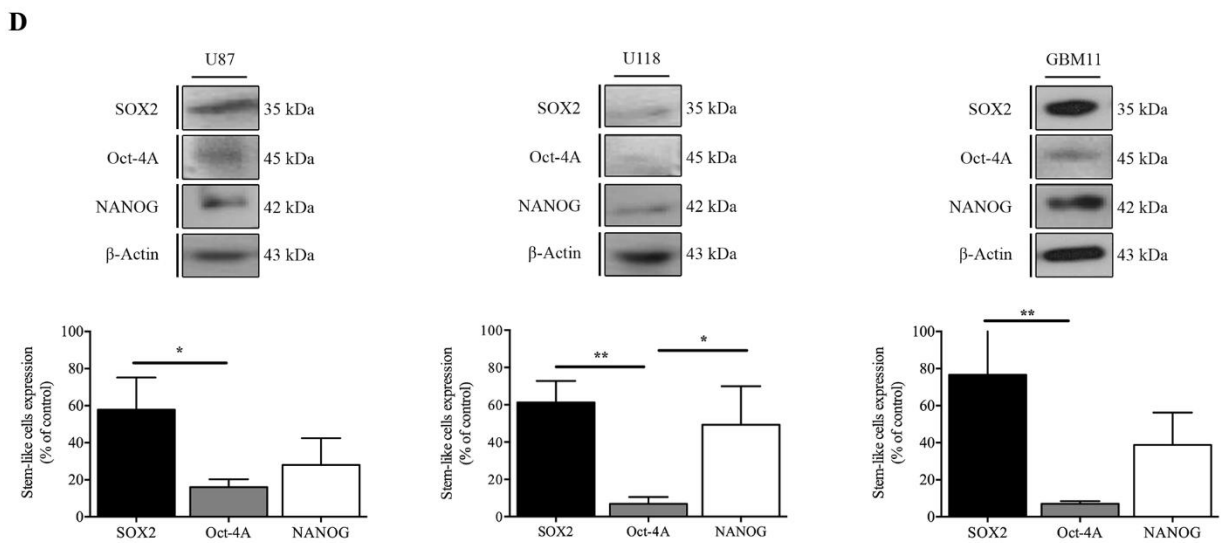 D
U87
SOX2 35 kDa
Oct-4A 45 kDa
NANOG 42 kDa
β-Actin 43 kDa
U118
SOX2 35 kDa
Oct-4A 45 kDa
NANOG 42 kDa
β-Actin 43 kDa
GBM11
SOX2 35 kDa
Oct-4A 45 kDa
NANOG 42 kDa
β-Actin 43 kDa
Stem-like cells expression
(% of control)
100
80
60
40
20
0
*
SOX2 Oct-4A NANOG
Stem-like cells expression
(% of control)
100
80
60
40
20
0
** *
SOX2 Oct-4A NANOG
Stem-like cells expression
(% of control)
100
80
60
40
20
0
**
SOX2 Oct-4A NANOG